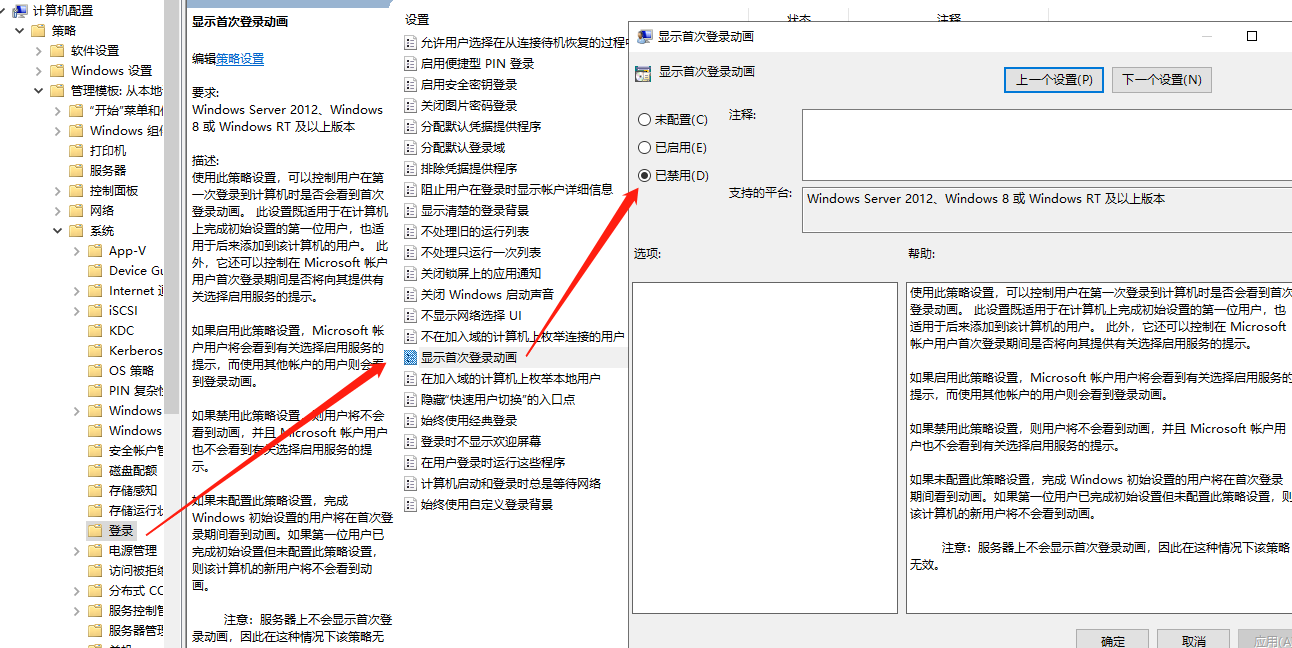 计算机配置
策略
软件设置
Windows 设置
管理模板: 从本地
“开始”菜单和
Windows 组
打印机
服务器
控制面板
网络
系统
App-V
Device Gu
Internet
iSCSI
KDC
Kerberos
OS 策略
PIN 复杂
Windows
Windows
安全帐户
磁盘配额
存储感知
存储运行
登录
电源管理
访问被拒
分布式 CO
服务控制
服务器管理
显示首次登录动画
编辑策略设置
要求:
Windows Server 2012、Windows
8 或 Windows RT 及以上版本
描述:
使用此策略设置，可以控制用户在第
一次登录到计算机时是否会看到首次
登录动画。 此设置既适用于在计算机
上完成初始设置的第一位用户，也适
用于后来添加到该计算机的用户。 此
外，它还可以控制在 Microsoft 帐户
用户首次登录期间是否将向其提供有
关选择启用服务的提示。
如果启用此策略设置，Microsoft 帐
户用户将会看到有关选择启用服务的
提示，而使用其他帐户的用户则会看
到登录动画。
如果禁用此策略设置，则用户将不会
看到动画，并且 Microsoft 帐户用户
也不会看到有关选择启用服务的提
示。
如果未配置此策略设置，完成
Windows 初始设置的用户将在首次登
录期间看到动画。如果第一位用户已
完成初始设置但未配置此策略设置，
则该计算机的新用户将不会看到动
画。
注意：服务器上不会显示首次登
录动画，因此在这种情况下该策略无
设置
状态
注释
允许用户选择在从连接待机恢复的过程中
启用便捷型 PIN 登录
启用安全密钥登录
关闭图片密码登录
分配默认凭据提供程序
分配默认登录域
排除凭据提供程序
阻止用户在登录时显示帐户详细信息
显示清楚的登录背景
不处理旧的运行列表
不处理只运行一次列表
关闭锁屏上的应用通知
关闭 Windows 启动声音
不显示网络选择 UI
不在加入域的计算机上枚举连接的用户
显示首次登录动画
在加入域的计算机上枚举本地用户
隐藏“快速用户切换”的入口点
始终使用经典登录
登录时不显示欢迎屏幕
在用户登录时运行这些程序
计算机启动和登录时总是等待网络
始终使用自定义登录背景
显示首次登录动画
显示首次登录动画
上一个设置(P)
下一个设置(N)
未配置(C)
注释:
已启用(E)
已禁用(D)
支持的平台:
Windows Server 2012、Windows 8 或 Windows RT 及以上版本
选项:
帮助:
使用此策略设置，可以控制用户在第一次登录到计算机时是否会看到首次
登录动画。 此设置既适用于在计算机上完成初始设置的第一位用户，也
适用于后来添加到该计算机的用户。 此外，它还可以控制在 Microsoft
帐户用户首次登录期间是否将向其提供有关选择启用服务的提示。
如果启用此策略设置，Microsoft 帐户用户将会看到有关选择启用服务的
提示，而使用其他帐户的用户则会看到登录动画。
如果禁用此策略设置，则用户将不会看到动画，并且 Microsoft 帐户用
户也不会看到有关选择启用服务的提示。
如果未配置此策略设置，完成 Windows 初始设置的用户将在首次登录
期间看到动画。如果第一位用户已完成初始设置但未配置此策略设置，则
该计算机的新用户将不会看到动画。
注意：服务器上不会显示首次登录动画，因此在这种情况下该策略
无效。
确定
取消
应用(A